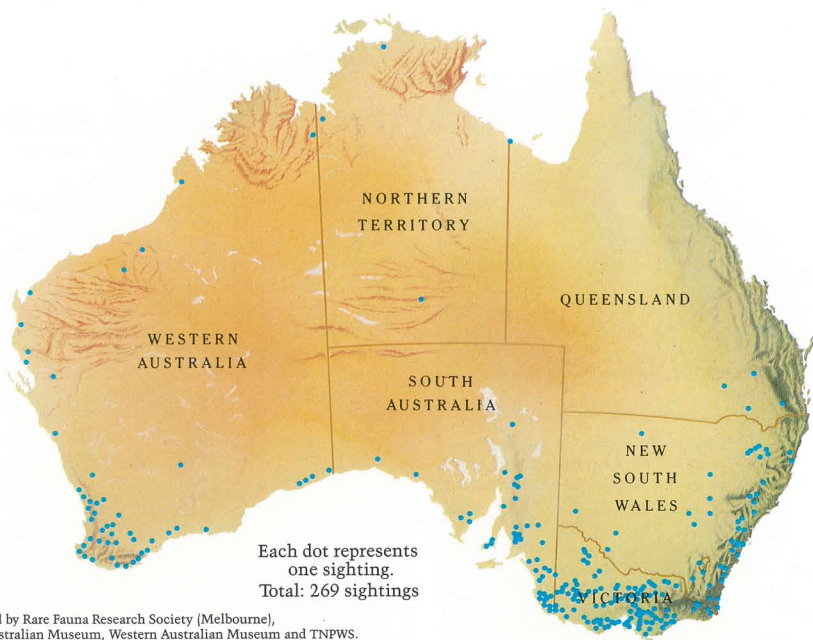 NORTHERN
TERRITORY
QUEENSLAND
WESTERN
AUSTRALIA
SOUTH
AUSTRALIA
NEW
SOUTH
WALES
VICTORIA
Each dot represents
one sighting.
Total: 269 sightings
by Rare Fauna Research Society (Melbourne),
Museum, Western Australian Museum and TNPWS.